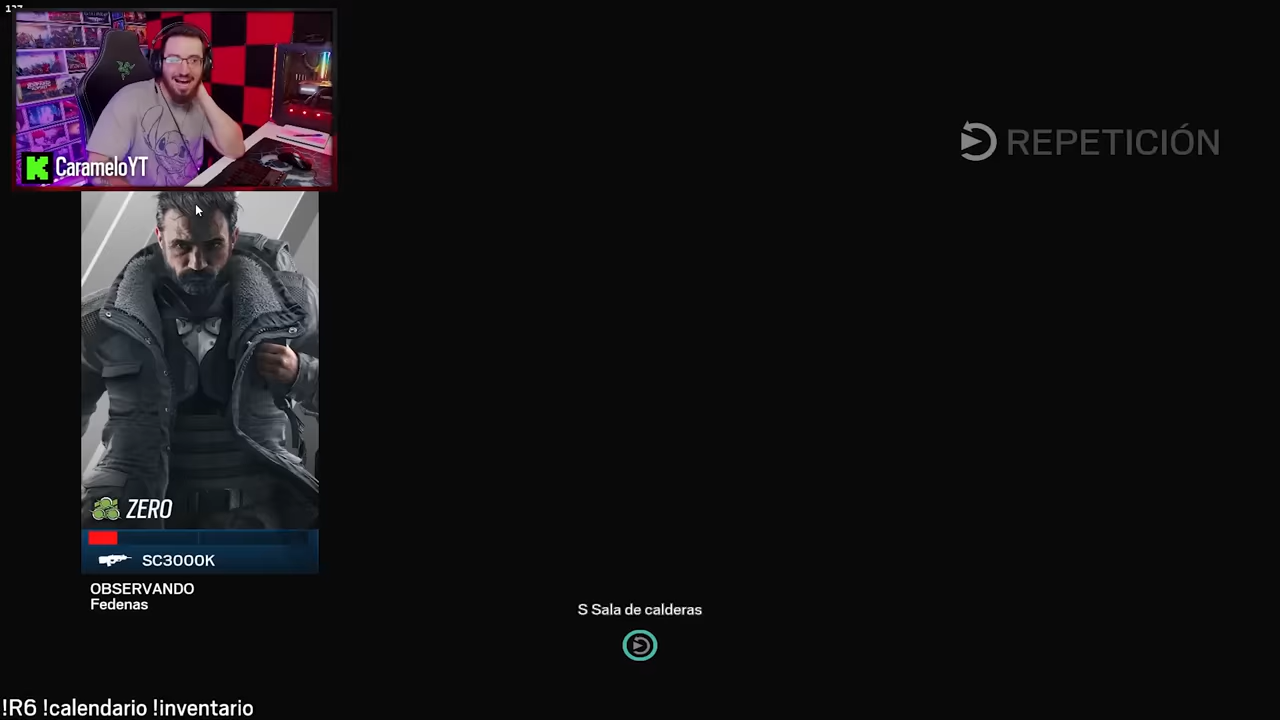 CarameloYT
REPETICIÓN
ZERO
SC3000K
OBSERVANDO
Fedenas
S Sala de calderas
!R6 !calendario !inventario